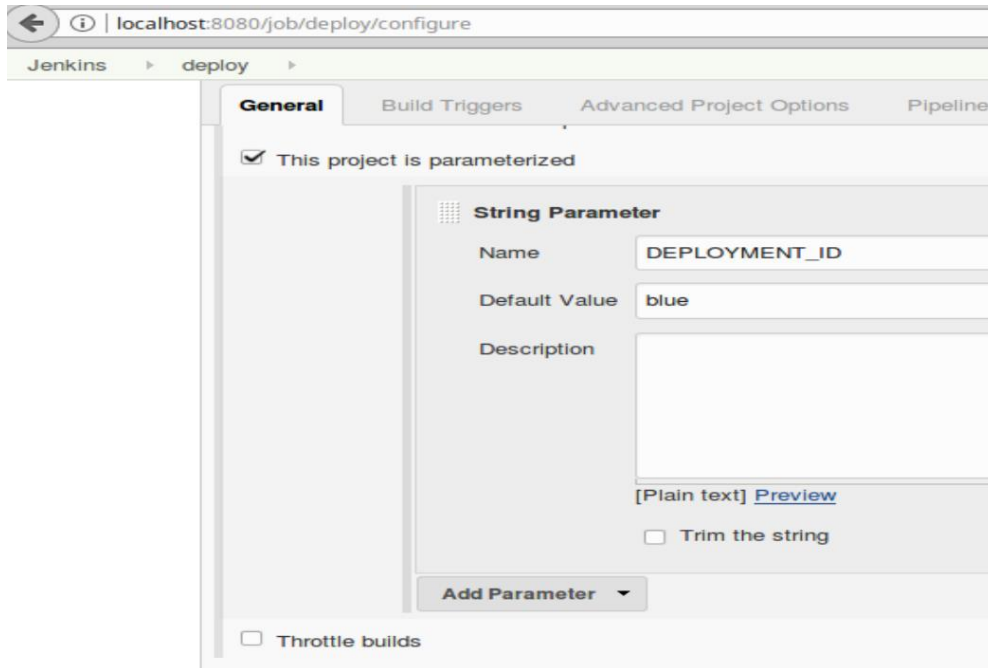 localhost:8080/job/deploy/configure
Jenkins deploy
General Build Triggers Advanced Project Options Pipeline
This project is parameterized
String Parameter
Name DEPLOYMENT_ID
Default Value blue
Description
[Plain text] Preview
Trim the string
Add Parameter
Throttle builds